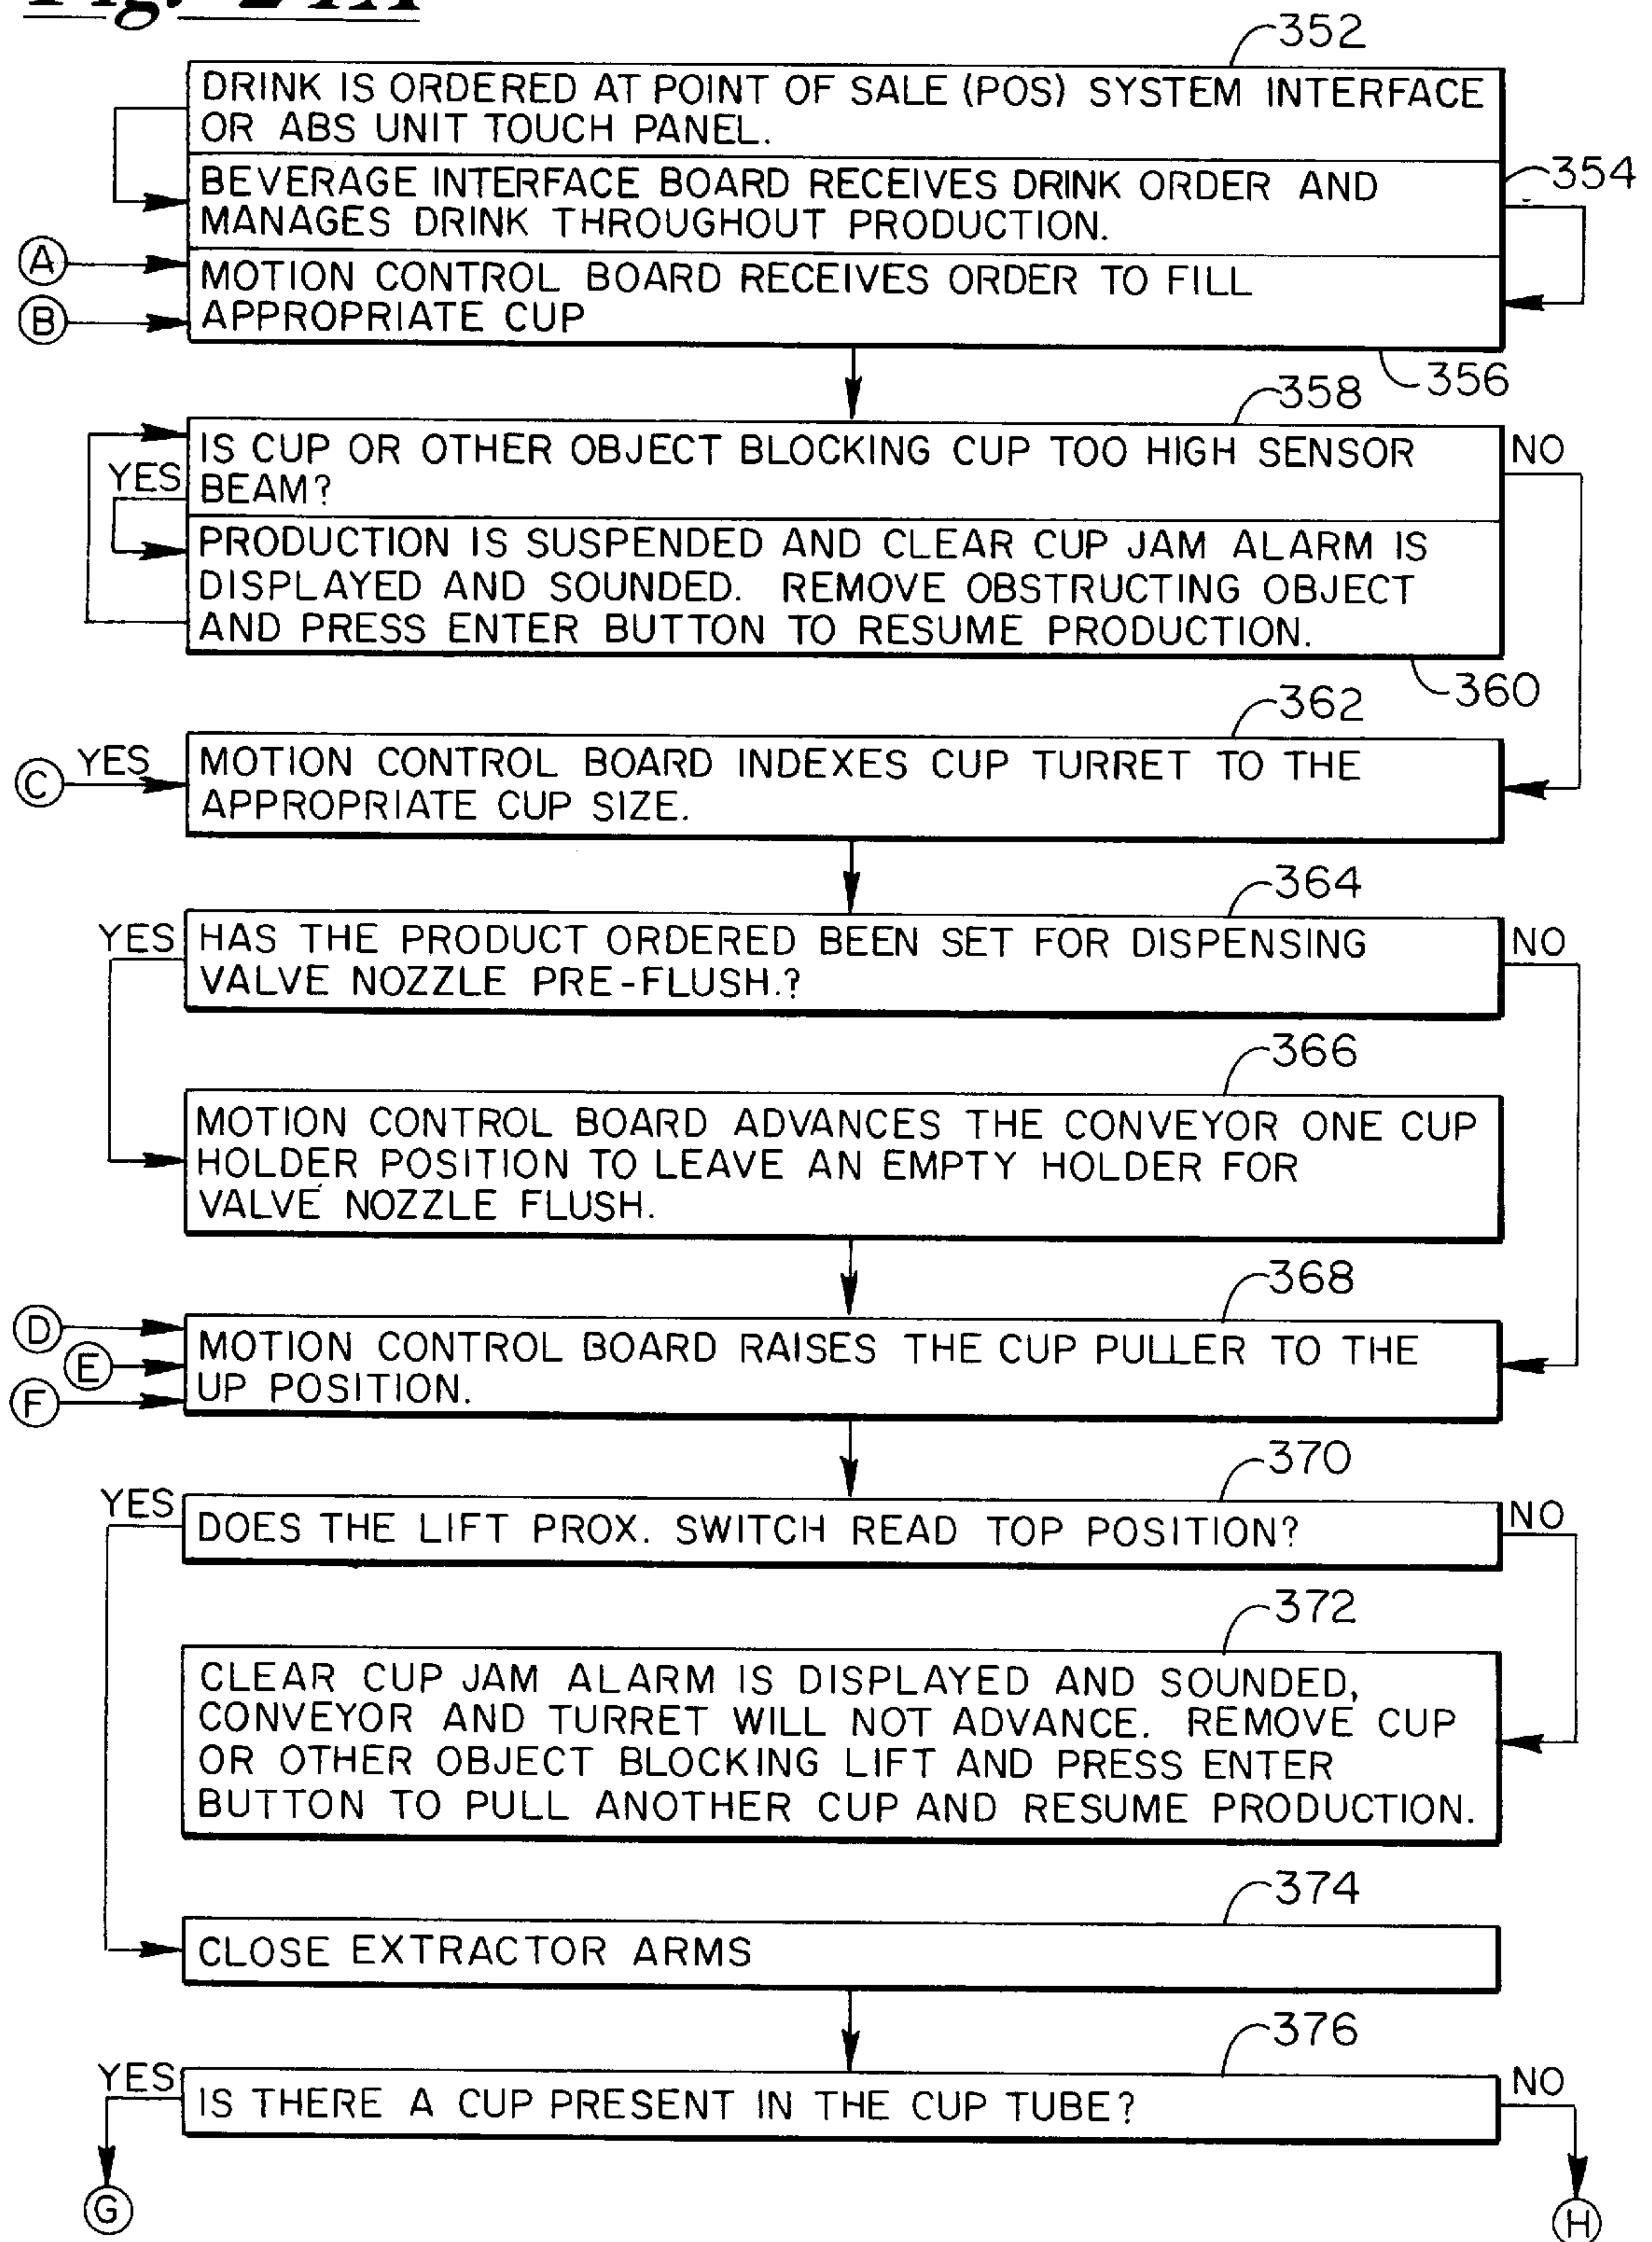 352
DRINK IS ORDERED AT POINT OF SALE (POS) SYSTEM INTERFACE
OR ABS UNIT TOUCH PANEL.
354
BEVERAGE INTERFACE BOARD RECEIVES DRINK ORDER AND
MANAGES DRINK THROUGHOUT PRODUCTION.
A
MOTION CONTROL BOARD RECEIVES ORDER TO FILL
B
APPROPRIATE CUP
356
358
IS CUP OR OTHER OBJECT BLOCKING CUP TOO HIGH SENSOR
NO
YES
BEAM?
PRODUCTION IS SUSPENDED AND CLEAR CUP JAM ALARM IS
DISPLAYED AND SOUNDED. REMOVE OBSTRUCTING OBJECT
AND PRESS ENTER BUTTON TO RESUME PRODUCTION.
360
362
C
YES
MOTION CONTROL BOARD INDEXES CUP TURRET TO THE
APPROPRIATE CUP SIZE.
364
YES
HAS THE PRODUCT ORDERED BEEN SET FOR DISPENSING
NO
VALVE NOZZLE PRE-FLUSH.?
366
MOTION CONTROL BOARD ADVANCES THE CONVEYOR ONE CUP
HOLDER POSITION TO LEAVE AN EMPTY HOLDER FOR
VALVE NOZZLE FLUSH.
368
D
MOTION CONTROL BOARD RAISES THE CUP PULLER TO THE
E
UP POSITION.
F
370
YES
DOES THE LIFT PROX. SWITCH READ TOP POSITION?
NO
372
CLEAR CUP JAM ALARM IS DISPLAYED AND SOUNDED,
CONVEYOR AND TURRET WILL NOT ADVANCE. REMOVE CUP
OR OTHER OBJECT BLOCKING LIFT AND PRESS ENTER
BUTTON TO PULL ANOTHER CUP AND RESUME PRODUCTION.
374
CLOSE EXTRACTOR ARMS
376
YES
IS THERE A CUP PRESENT IN THE CUP TUBE?
NO
G
H